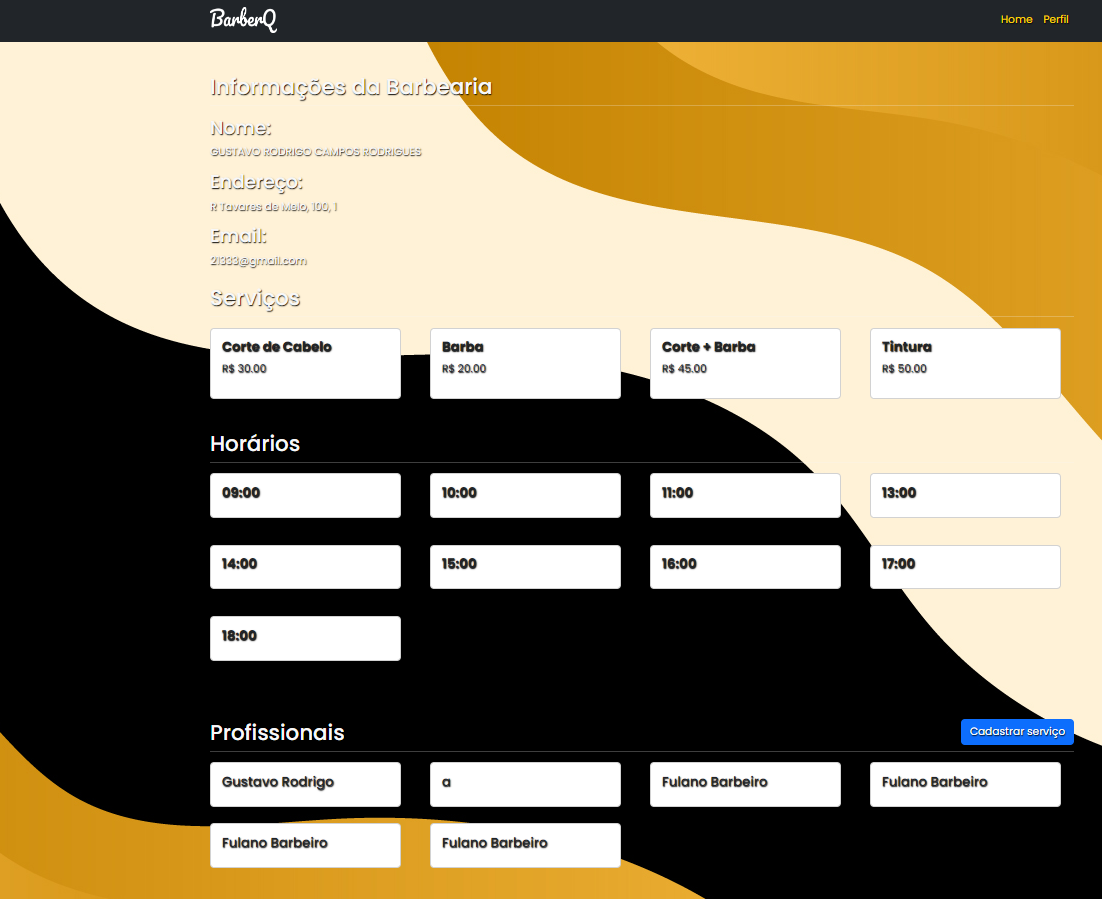 BarberQ
Home Perfil
Informações da Barbearia
Nome:
GUSTAVO RODRIGO CAMPOS RODRIGUES
Endereço:
R Tavares de Melo, 100, 1
Email:
21333@gmail.com
Serviços
Corte de Cabelo Barba Corte + Barba Tintura
R$ 30.00 R$ 20.00 R$ 45.00 R$ 50.00
Horários
09:00 10:00 11:00 13:00
14:00 15:00 16:00 17:00
18:00
Profissionais Cadastrar serviço
Gustavo Rodrigo a Fulano Barbeiro Fulano Barbeiro
Fulano Barbeiro Fulano Barbeiro